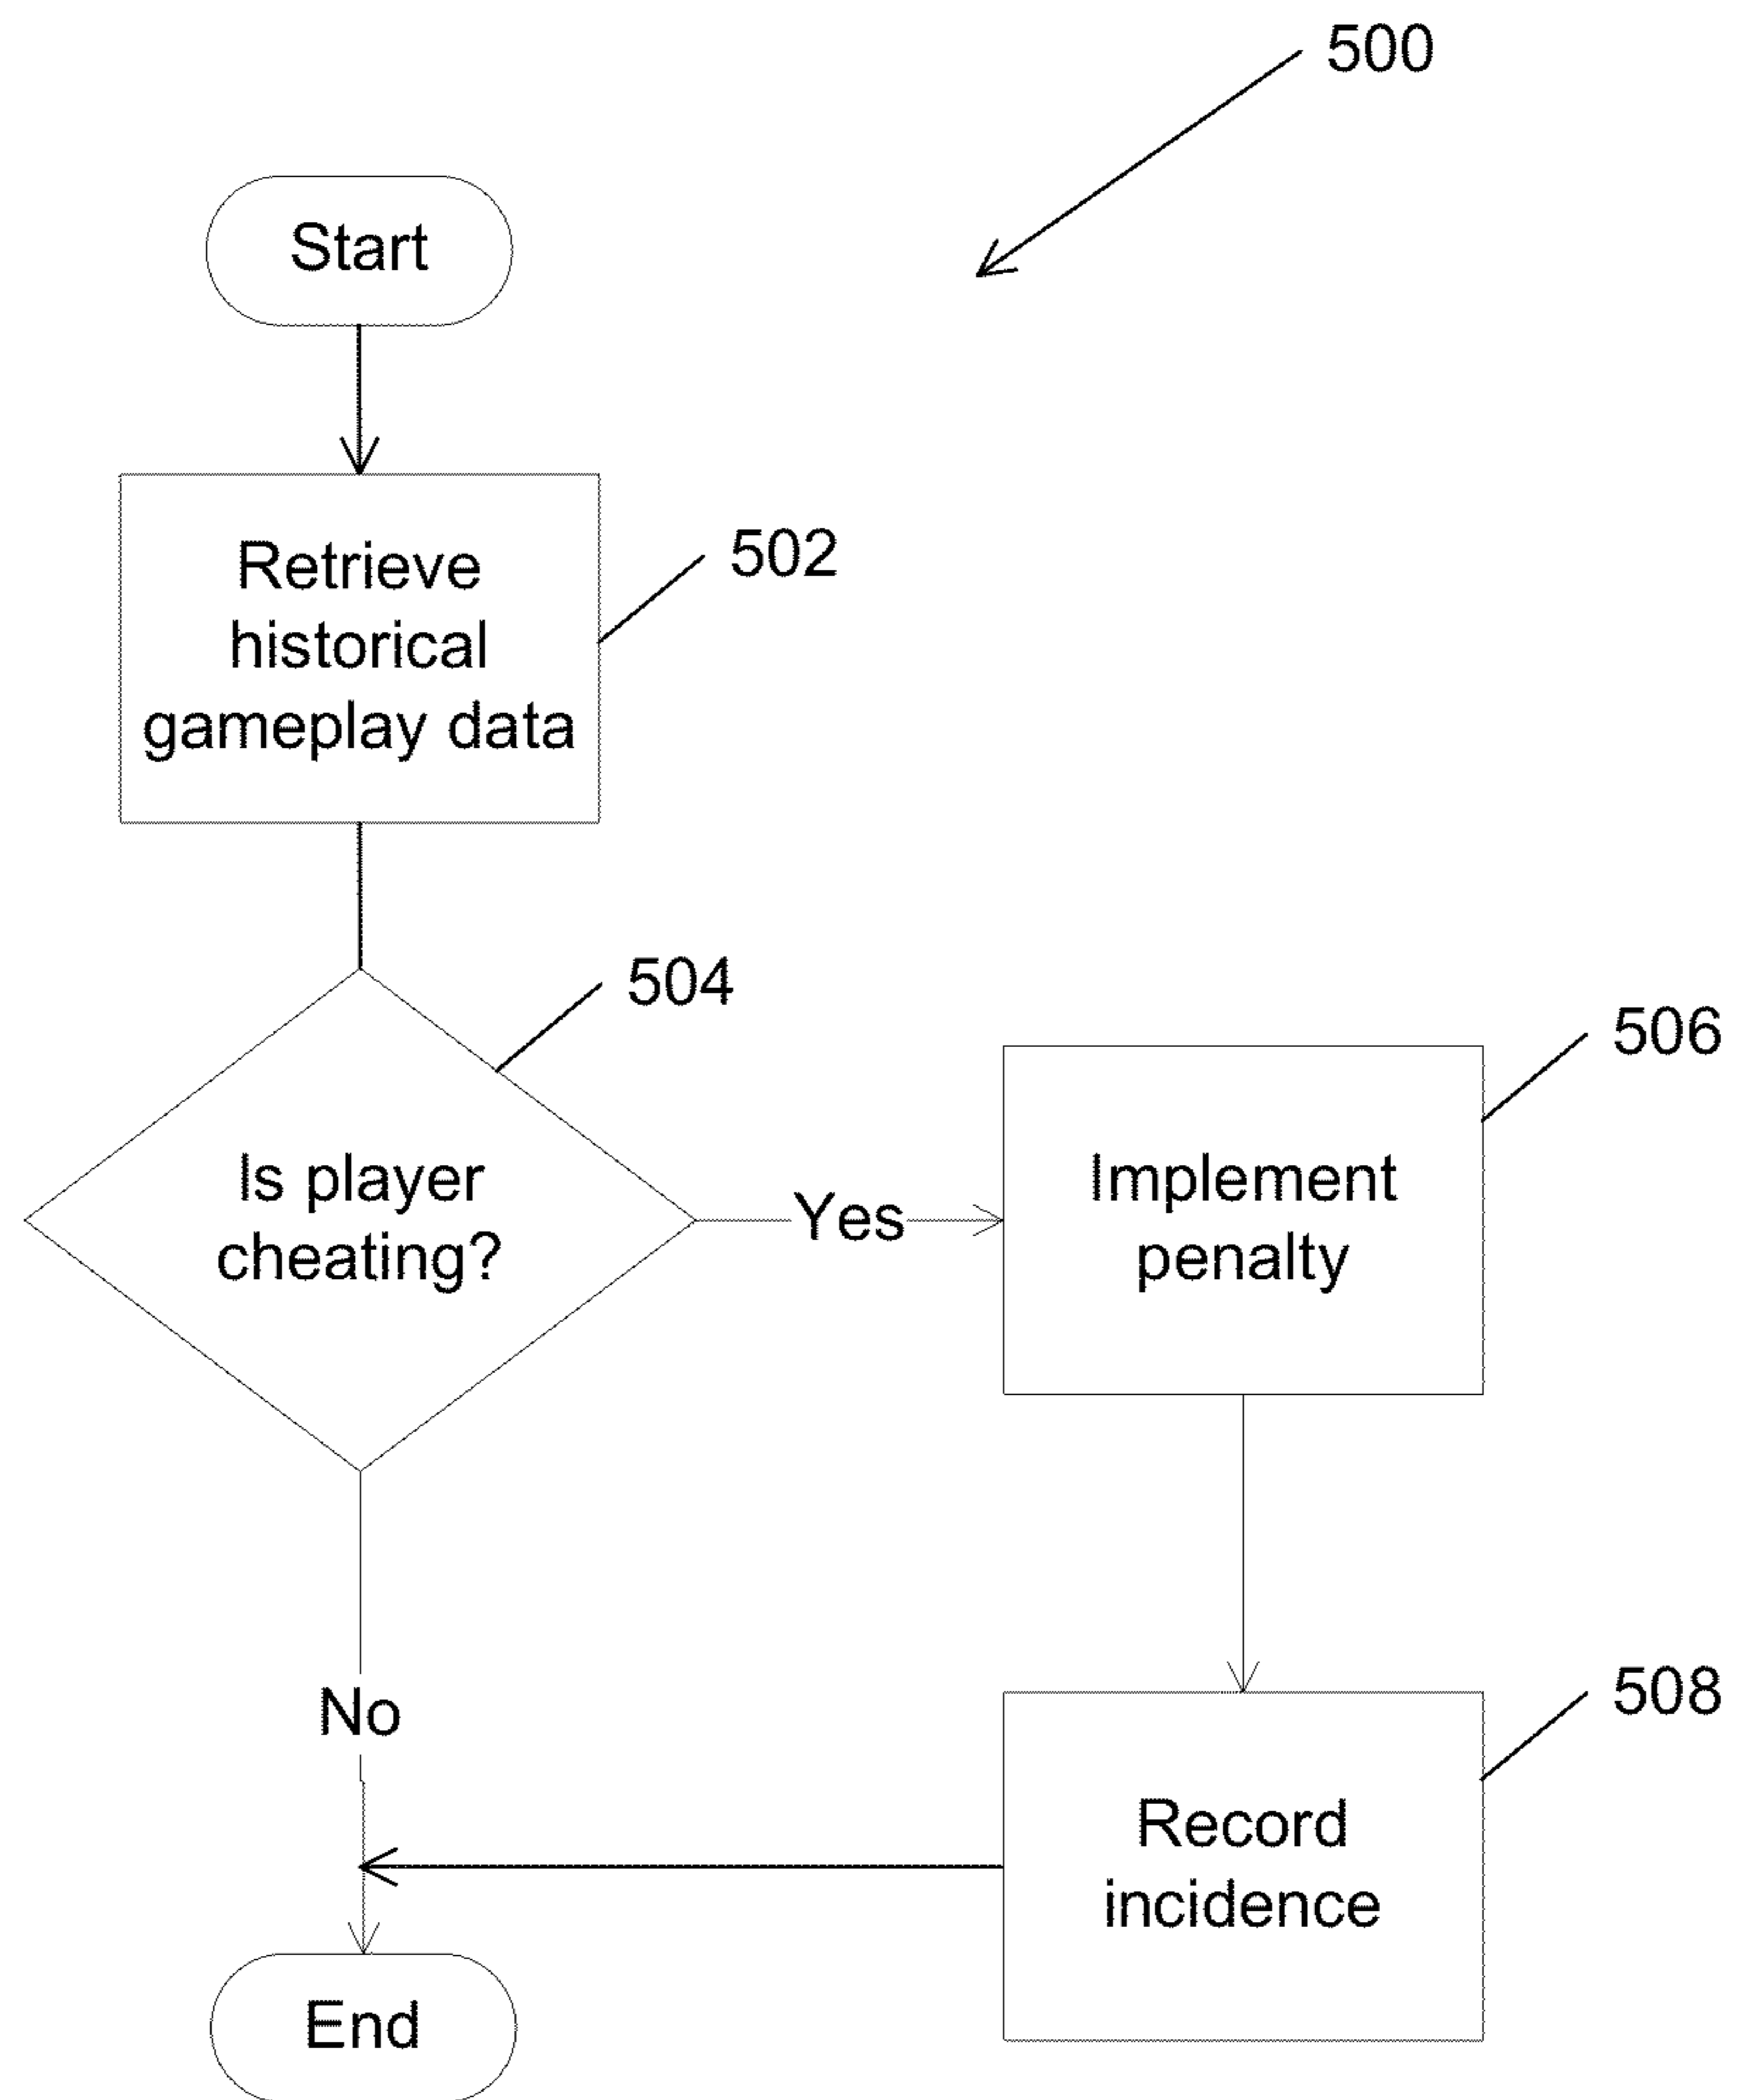 500
Start
Retrieve
historical
gameplay data
502
504
Is player
cheating?
Yes
506
Implement
penalty
No
508
Record
incidence
End